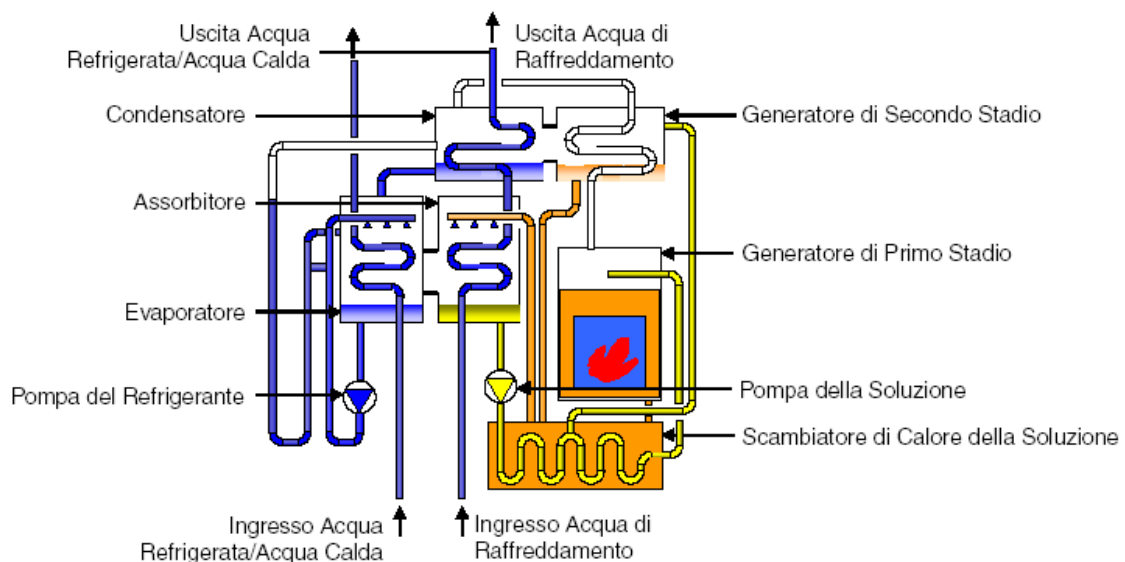 Uscita Acqua
Refrigerata/Acqua Calda
Uscita Acqua di
Raffreddamento
Condensatore
Generatore di Secondo Stadio
Assorbitore
Generatore di Primo Stadio
Evaporatore
Pompa del Refrigerante
Pompa della Soluzione
Scambiatore di Calore della Soluzione
Ingresso Acqua
Refrigerata/Acqua Calda
Ingresso Acqua di
Raffreddamento